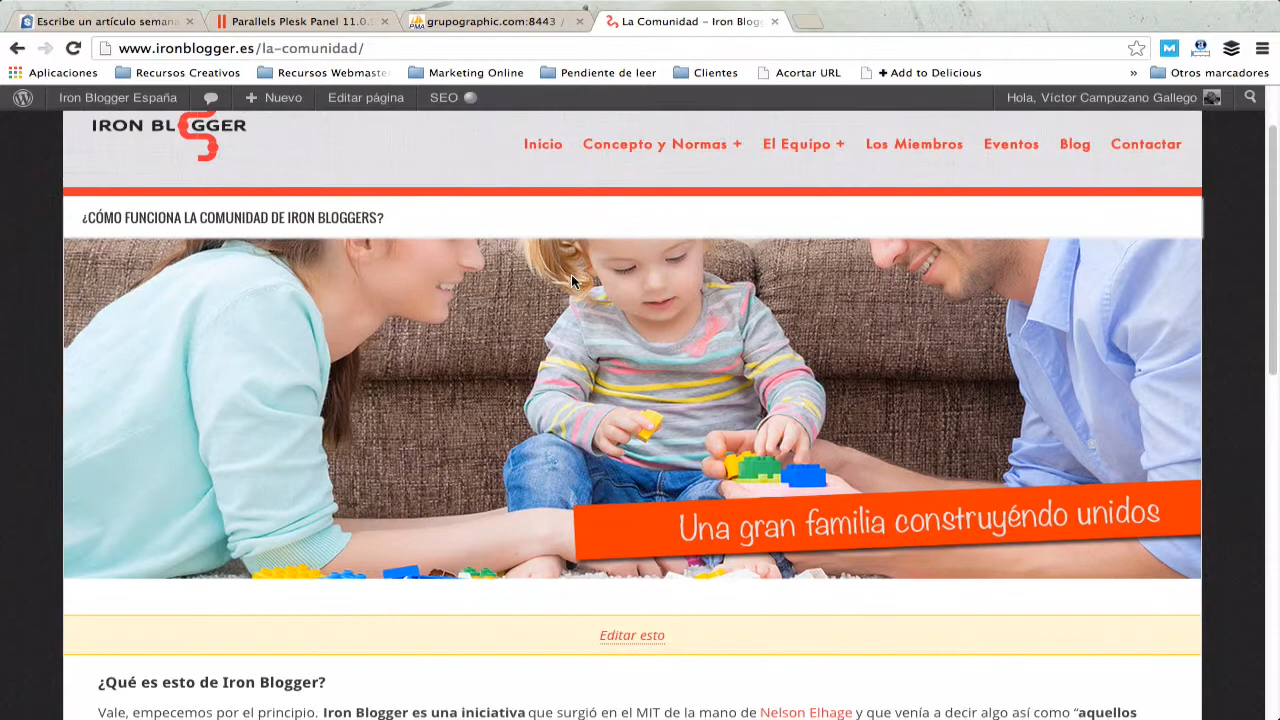 Escribe un artículo semana
Parallels Plesk Panel 11.0.
grupographic.com:8443 /
La Comunidad – Iron Blog
www.ironblogger.es/la-comunidad/
Aplicaciones
Recursos Creativos
Recursos Webmaste
Marketing Online
Pendiente de leer
Clientes
Acortar URL
+ Add to Delicious
»
Otros marcadores
Iron Blogger España
+ Nuevo
Editar página
SEO
Hola, Víctor Campuzano Gallego
IRON BLOGGER
Inicio
Concepto y Normas +
El Equipo +
Los Miembros
Eventos
Blog
Contactar
¿CÓMO FUNCIONA LA COMUNIDAD DE IRON BLOGGERS?
Una gran familia construyéndo unidos
Editar esto
¿Qué es esto de Iron Blogger?
Vale, empecemos por el principio. Iron Blogger es una iniciativa que surgió en el MIT de la mano de Nelson Elhage y que venía a decir algo así como “aquellos